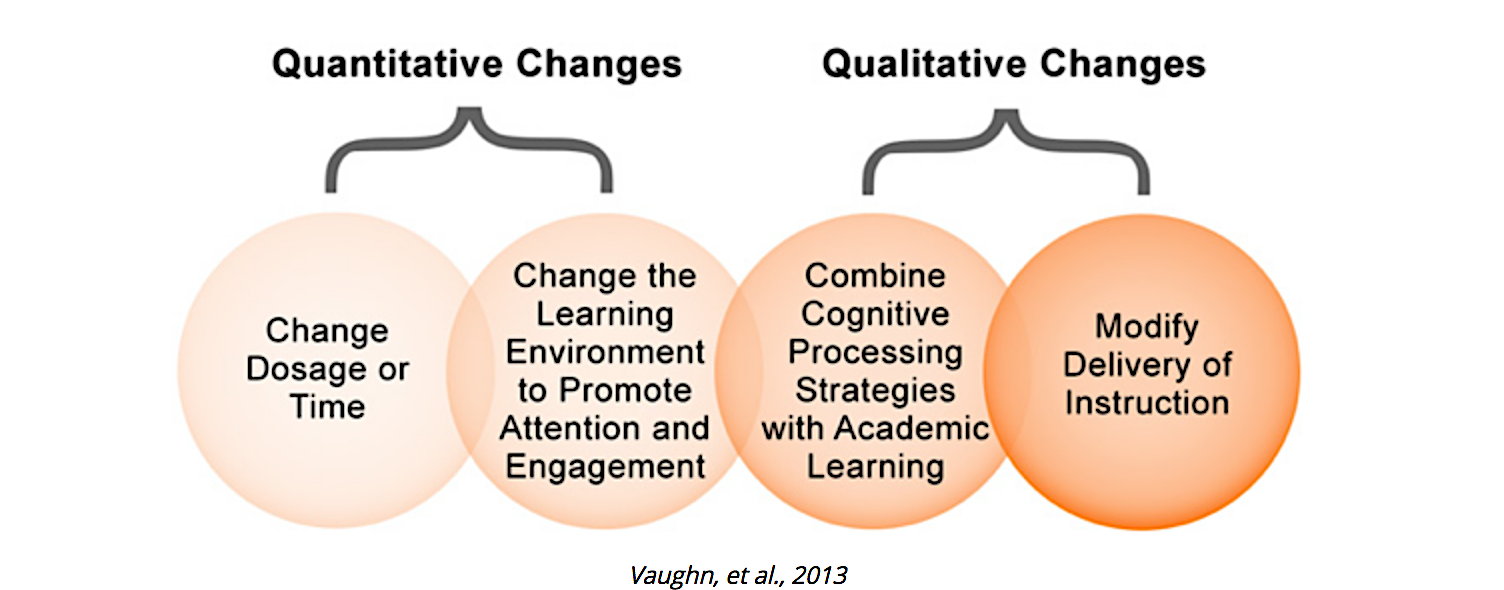 Quantitative Changes
Qualitative Changes
Change
Dosage or
Time
Change the
Learning
Environment
to Promote
Attention and
Engagement
Combine
Cognitive
Processing
Strategies
with Academic
Learning
Modify
Delivery of
Instruction
Vaughn, et al., 2013